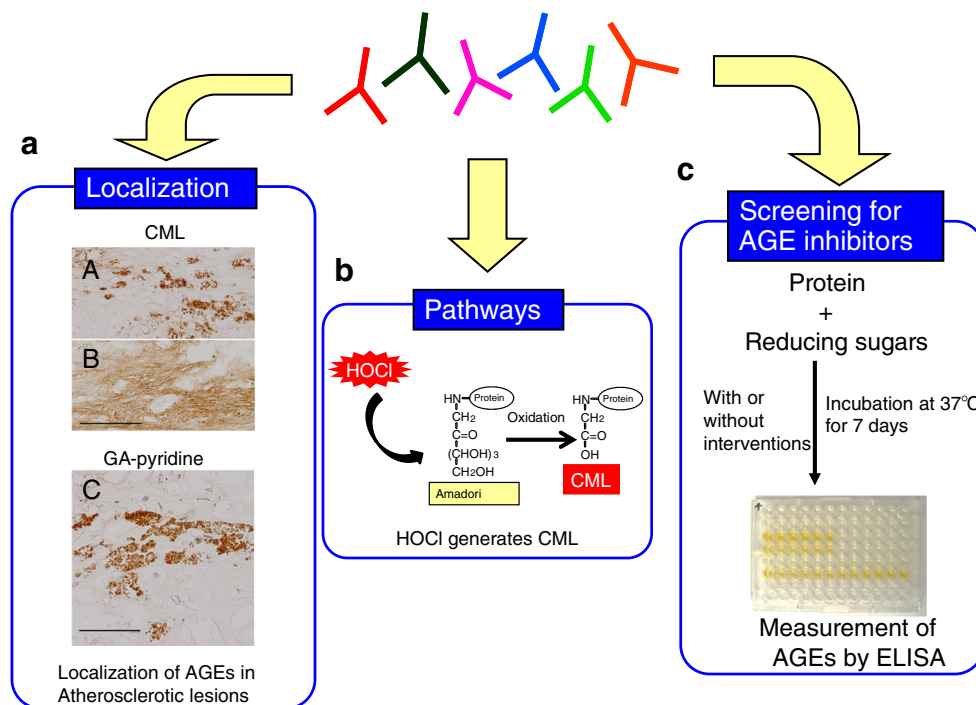 a
Localization
CML
A
B
GA-pyridine
C
Localization of AGEs in
Atherosclerotic lesions
b
Pathways
HOCl
HN
Protein
CH2
C=O
(CHOH)3
CH2OH
Amadori
Oxidation
HN
Protein
CH2
C=O
OH
CML
HOCl generates CML
c
Screening for
AGE inhibitors
Protein
+
Reducing sugars
With or
without
interventions
Incubation at 37°C
for 7 days
Measurement of
AGEs by ELISA